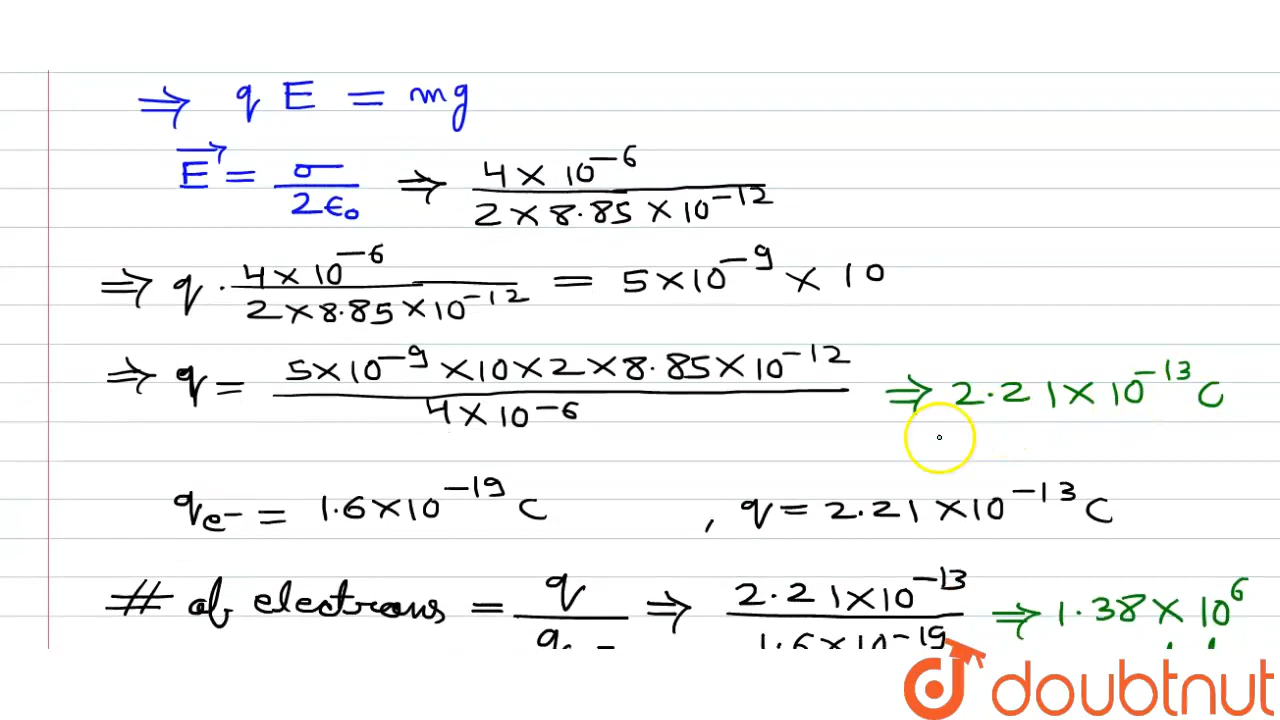 ⇒ q E = mg
E⃗ = σ/2ϵ₀ ⇒ 4×10⁻⁶/2×8.85×10⁻¹²
⇒ q · 4×10⁻⁶/2×8.85×10⁻¹² = 5×10⁻⁹ × 10
⇒ q = 5×10⁻⁹×10×2×8.85×10⁻¹²/4×10⁻⁶ ⇒ 2.21×10⁻¹³ C
qₑ₋ = 1.6×10⁻¹⁹ C , q = 2.21×10⁻¹³ C
# of electrons = q/qₑ₋ ⇒ 2.21×10⁻¹³/1.6×10⁻¹⁹ ⇒ 1.38×10⁶
doubtnut